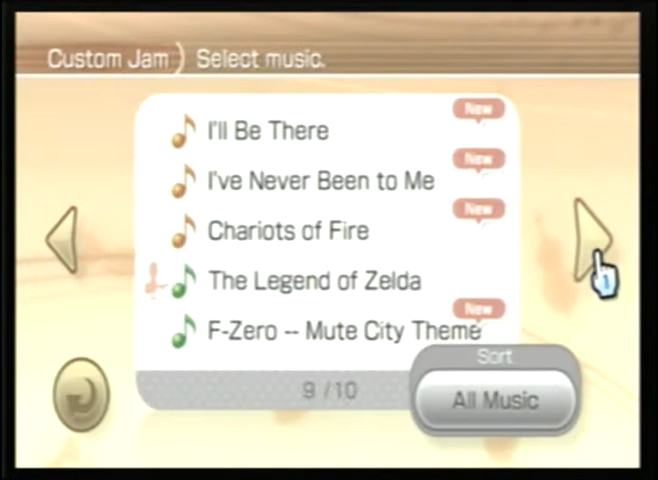 Custom Jam) Select music.
New
I'll Be There
New
I've Never Been to Me
New
Chariots of Fire
The Legend of Zelda
New
F-Zero -- Mute City Theme
Sort
9 /10
All Music
1